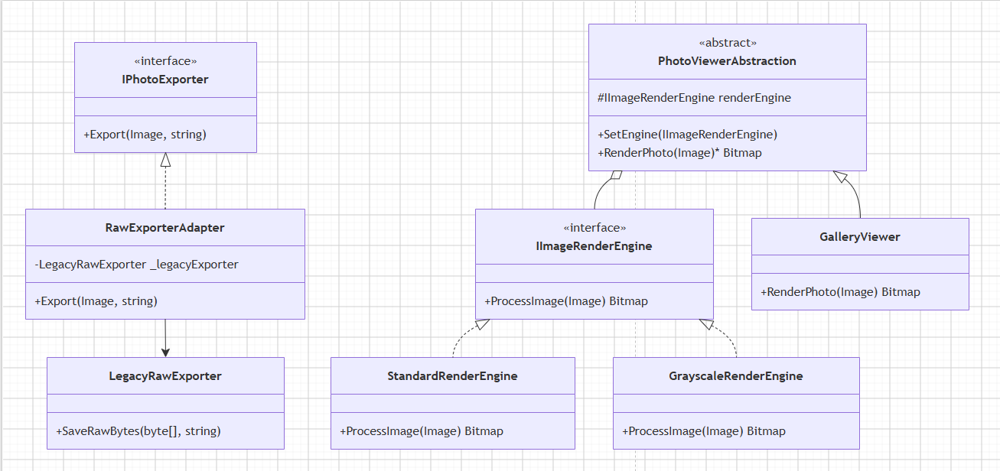 «interface»
IPhotoExporter
+Export(Image, string)
RawExporterAdapter
-LegacyRawExporter _legacyExporter
+Export(Image, string)
LegacyRawExporter
+SaveRawBytes(byte[], string)
«abstract»
PhotoViewerAbstraction
#IImageRenderEngine renderEngine
+SetEngine(IImageRenderEngine)
+RenderPhoto(Image)* Bitmap
«interface»
IImageRenderEngine
+ProcessImage(Image) Bitmap
GalleryViewer
+RenderPhoto(Image) Bitmap
StandardRenderEngine
+ProcessImage(Image) Bitmap
GrayscaleRenderEngine
+ProcessImage(Image) Bitmap